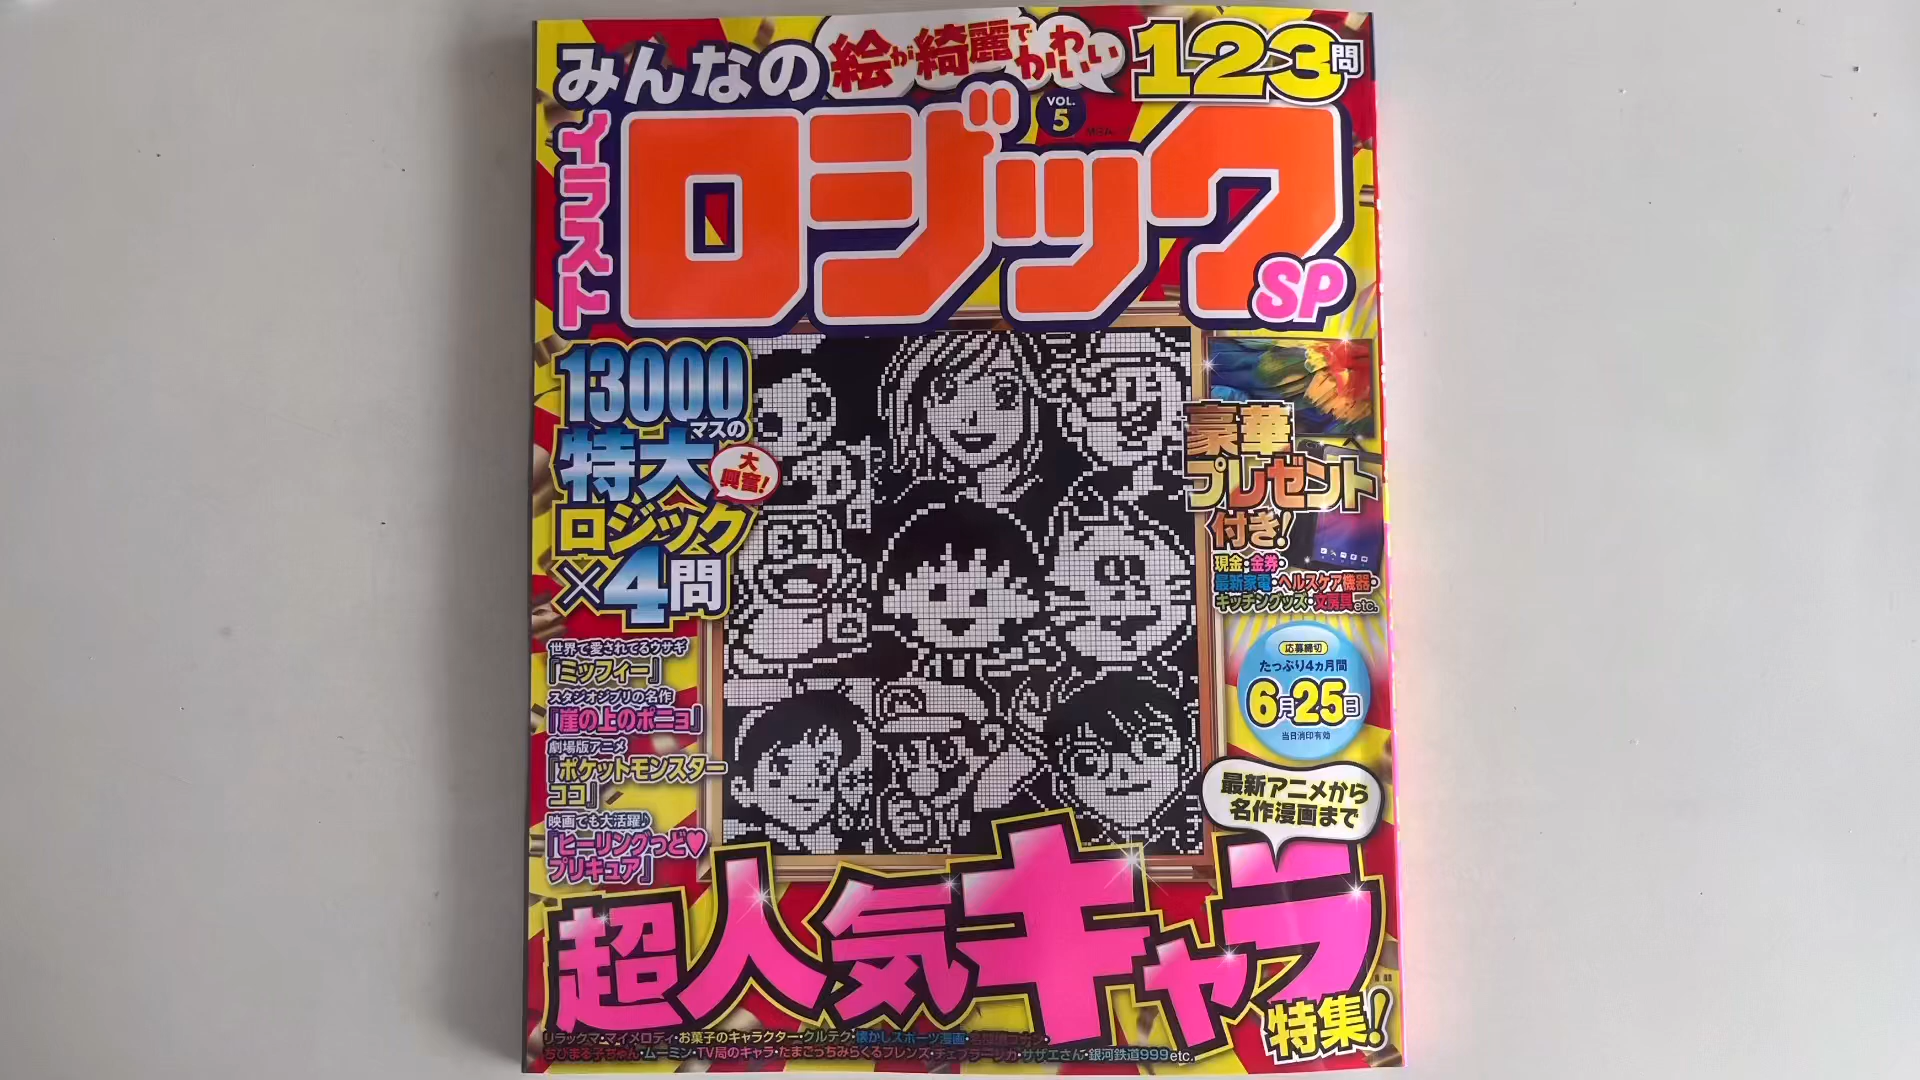 みんなの
絵が綺麗でかわいい
123問
イラスト
ロジック
SP
VOL.
5
13000
マスの
特大
大
興奮!
ロジック
×4問
豪華
プレゼント
付き!
現金・金券・
最新家電・ヘルスケア機器・
キッチングッズ・文房具etc.
世界で愛されてるウサギ
『ミッフィー』
スタジオジブリの名作
『崖の上のポニョ』
劇場版アニメ
『ポケットモンスター
ココ』
映画でも大活躍♪
『ヒーリングっど♥
プリキュア』
応募締切
たっぷり4ヵ月間
6月25日
当日消印有効
最新アニメから
名作漫画まで
超人気キャラ
特集!
リラックマ・マイメロディ・お菓子のキャラクター・クルテク・懐かしスポーツ漫画・名探偵コナン・
ちびまる子ちゃん・ムーミン・TV局のキャラ・たまごっちみらくるフレンズ・チェブラーシカ・サザエさん・銀河鉄道999etc.